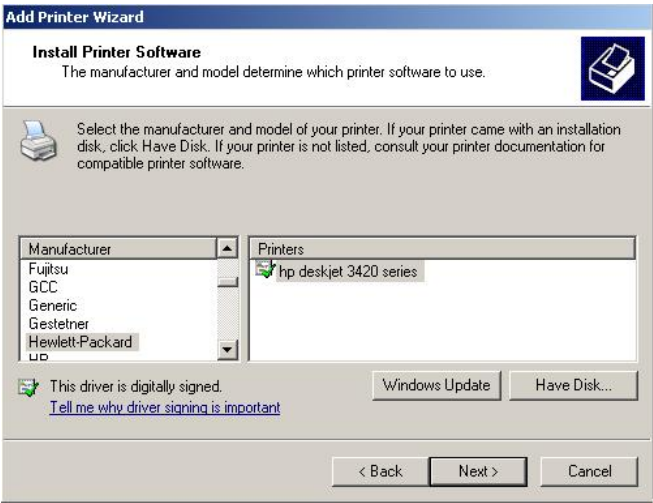 Add Printer Wizard
Install Printer Software
The manufacturer and model determine which printer software to use.
Select the manufacturer and model of your printer. If your printer came with an installation
disk, click Have Disk. If your printer is not listed, consult your printer documentation for
compatible printer software.
Manufacturer
Fujitsu
GCC
Generic
Gestetner
Hewlett-Packard
HP
Printers
hp deskjet 3420 series
This driver is digitally signed.
Tell me why driver signing is important
Windows Update
Have Disk...
< Back
Next >
Cancel